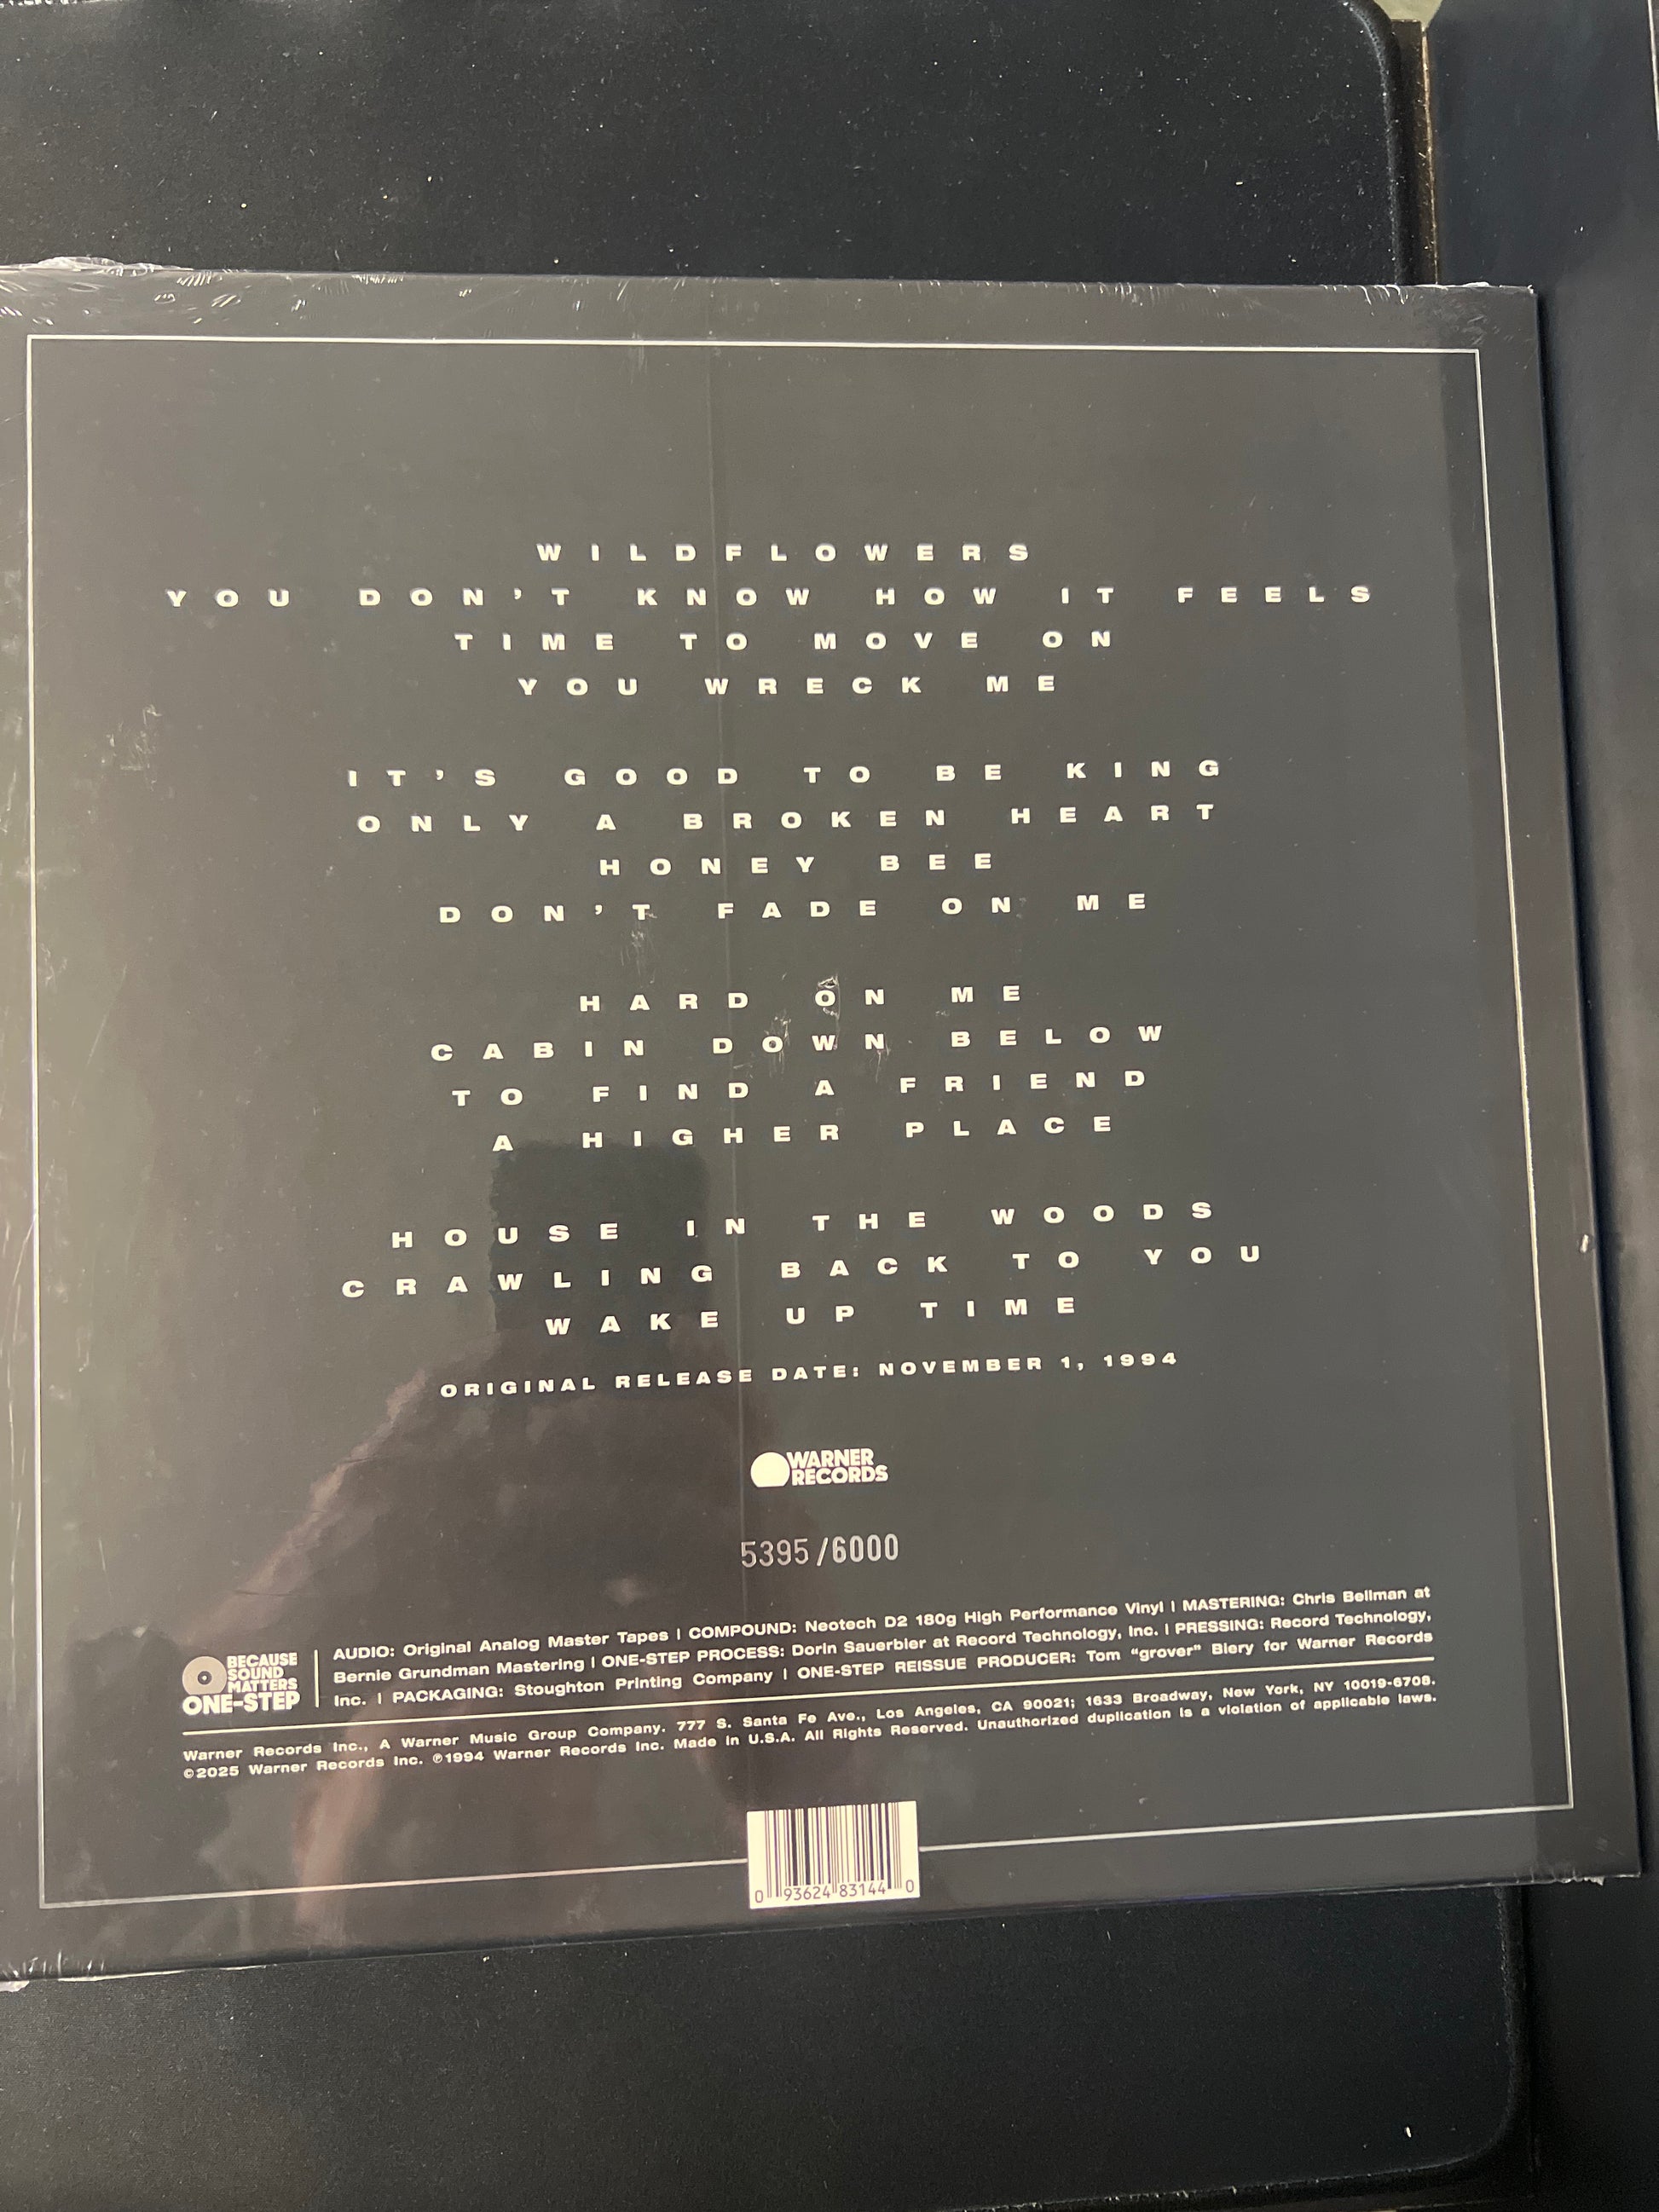 WILDFLOWERS
YOU DON’T KNOW HOW IT FEELS
TIME TO MOVE ON
YOU WRECK ME
IT’S GOOD TO BE KING
ONLY A BROKEN HEART
HONEY BEE
DON’T FADE ON ME
HARD ON ME
CABIN DOWN BELOW
TO FIND A FRIEND
A HIGHER PLACE
HOUSE IN THE WOODS
CRAWLING BACK TO YOU
WAKE UP TIME
ORIGINAL RELEASE DATE: NOVEMBER 1, 1994
WARNER
RECORDS
5395/6000
BECAUSE
SOUND
MATTERS
ONE-STEP
AUDIO: Original Analog Master Tapes | COMPOUND: Neotech D2 180g High Performance Vinyl | MASTERING: Chris Bellman at
Bernie Grundman Mastering | ONE-STEP PROCESS: Dorin Sauerbier at Record Technology, Inc. | PRESSING: Record Technology,
Inc. | PACKAGING: Stoughton Printing Company | ONE-STEP REISSUE PRODUCER: Tom “grover” Biery for Warner Records
Warner Records Inc., A Warner Music Group Company. 777 S. Santa Fe Ave., Los Angeles, CA 90021; 1633 Broadway, New York, NY 10019-6708.
©2025 Warner Records Inc. ℗1994 Warner Records Inc. Made in U.S.A. All Rights Reserved. Unauthorized duplication is a violation of applicable laws.
0 93624 83144 0